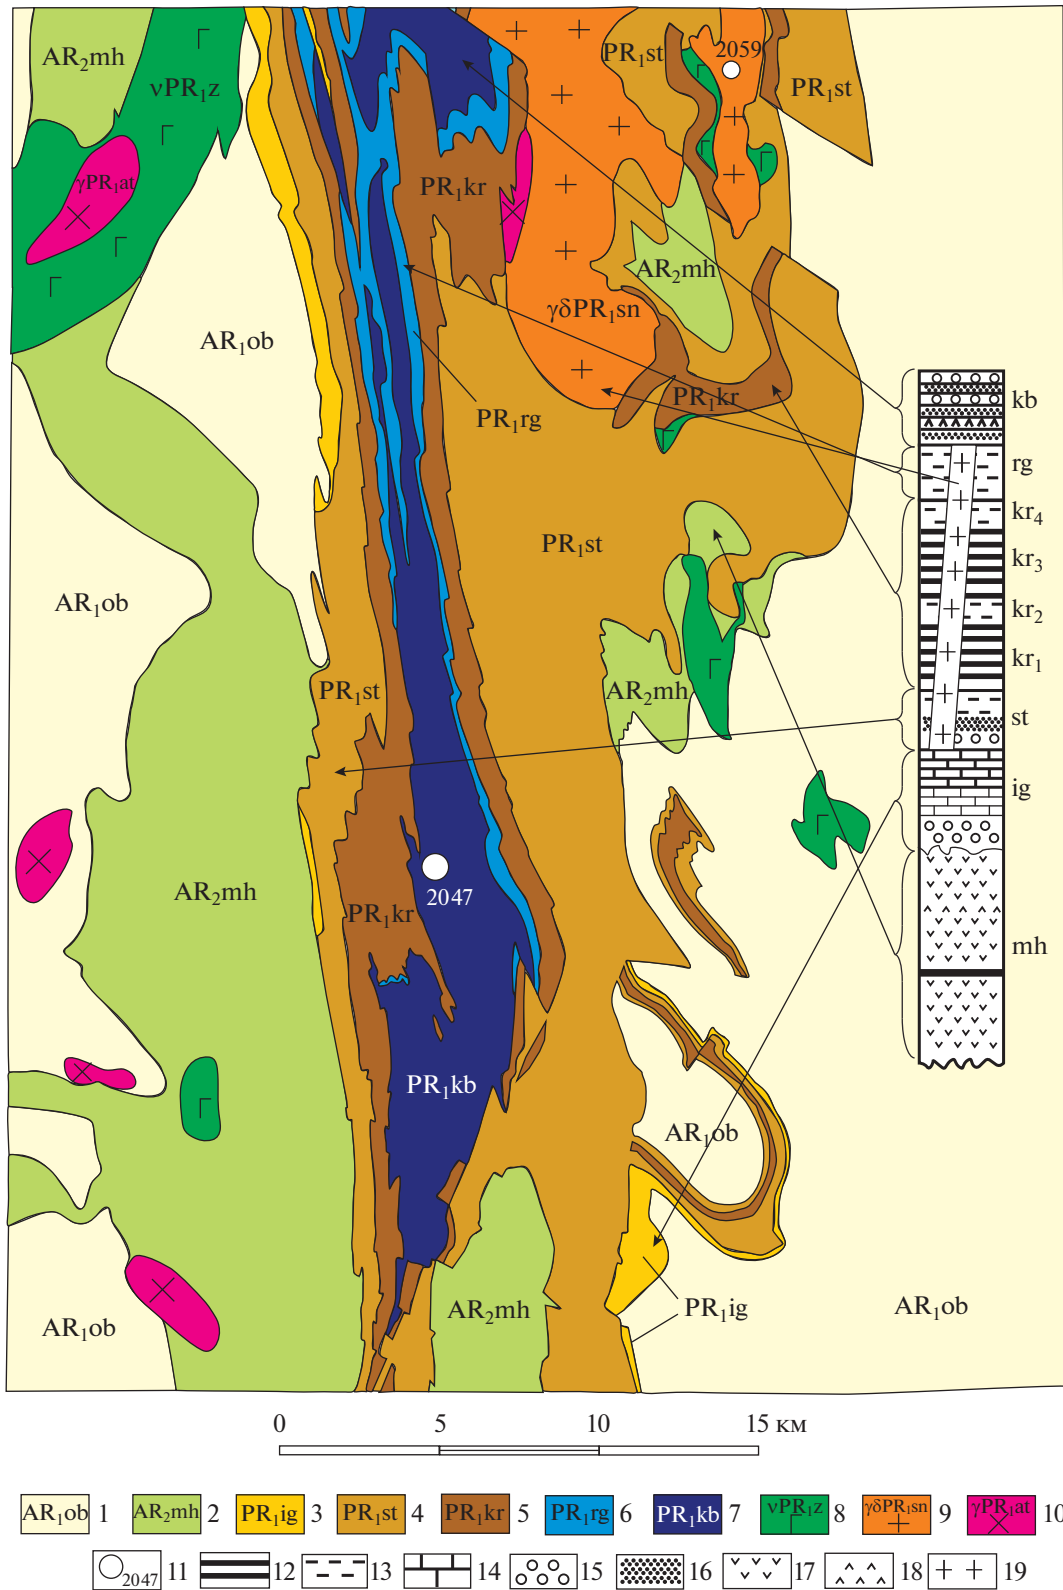 PR₁st
2059
AR₂mh
νPR₁z
PR₁st
γPR₁at
PR₁kr
AR₂mh
γδPR₁sn
AR₁ob
PR₁rg
PR₁kr
kb
rg
kr₄
kr₃
kr₂
kr₁
st
ig
mh
PR₁st
AR₁ob
PR₁st
AR₂mh
AR₂mh
2047
PR₁kr
PR₁kb
AR₁ob
AR₁ob
AR₂mh
PR₁ig
AR₁ob
0 5 10 15 км
AR₁ob 1 AR₂mh 2 PR₁ig 3 PR₁st 4 PR₁kr 5 PR₁rg 6 PR₁kb 7 νPR₁z 8 γδPR₁sn 9 γPR₁at 10
2047 11 12 13 14 15 16 17 18 19